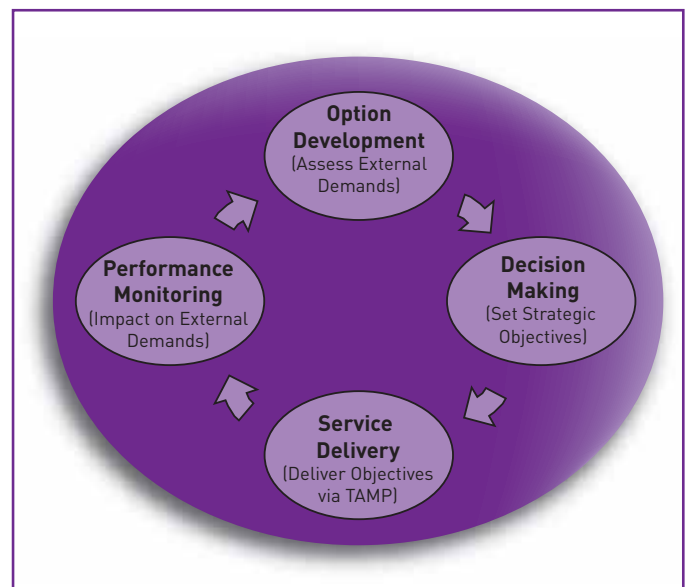 Option
Development
(Assess External
Demands)
Decision
Making
(Set Strategic
Objectives)
Service
Delivery
(Deliver Objectives
via TAMP)
Performance
Monitoring
(Impact on External
Demands)